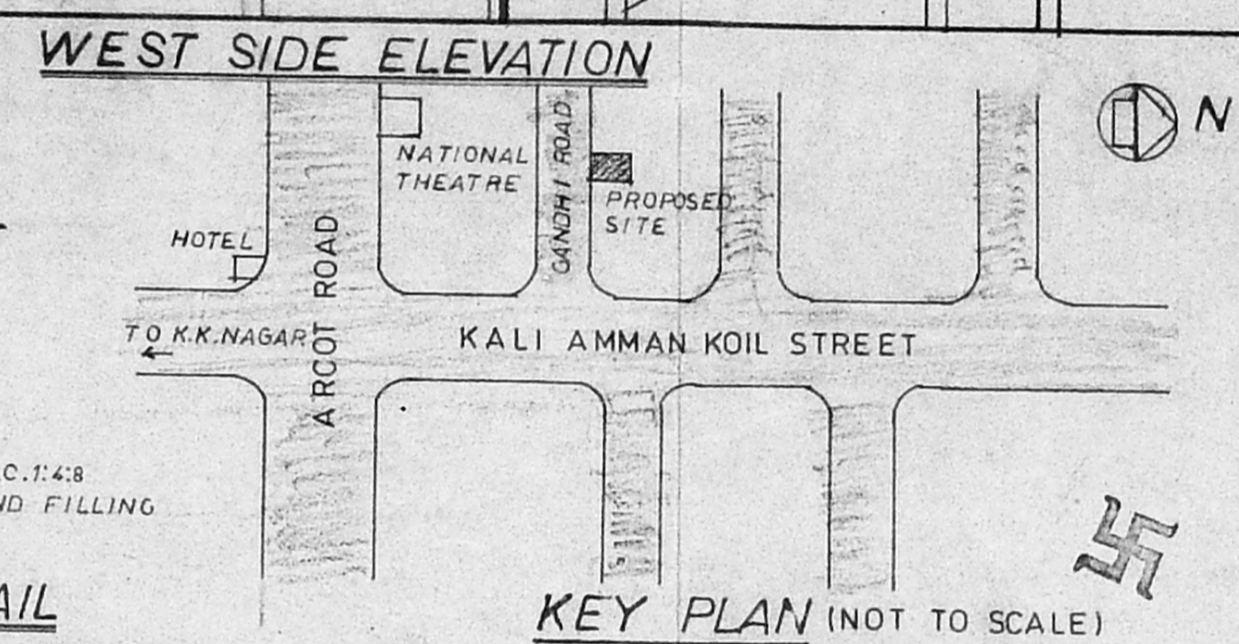 WEST SIDE ELEVATION
N
NATIONAL
THEATRE
GANDHI ROAD
PROPOSED
SITE
HOTEL
ARCOT ROAD
TO K.K.NAGAR
KALI AMMAN KOIL STREET
C.1:4:8
ND FILLING
AIL
KEY PLAN (NOT TO SCALE)